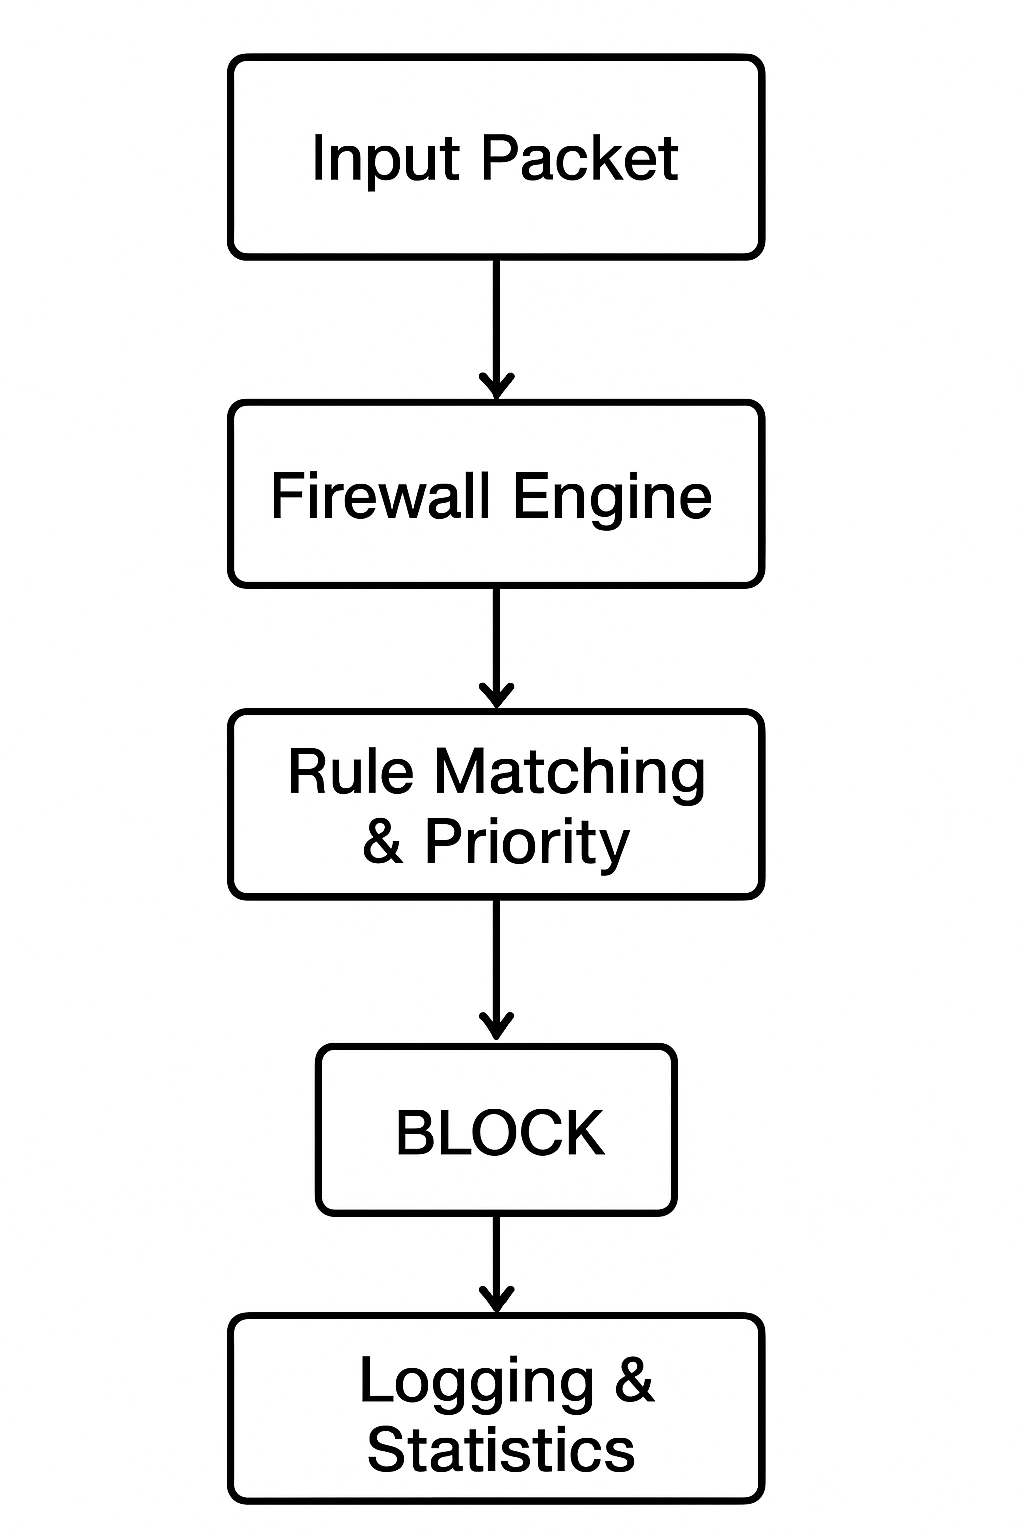 Input Packet
Firewall Engine
Rule Matching
& Priority
BLOCK
Logging &
Statistics